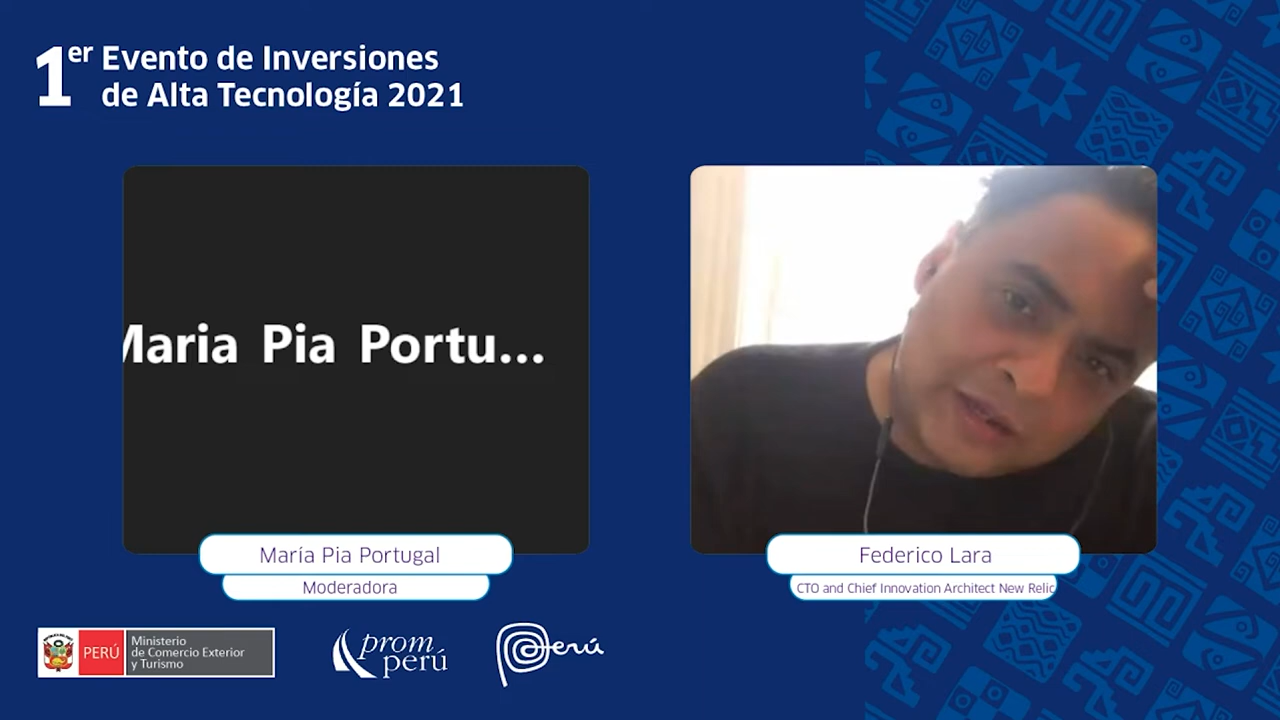 1er Evento de Inversiones
de Alta Tecnología 2021
Maria Pia Portu...
María Pia Portugal
Moderadora
Federico Lara
CTO and Chief Innovation Architect New Relic
PERÚ
Ministerio
de Comercio Exterior
y Turismo
prom
perú
Perú